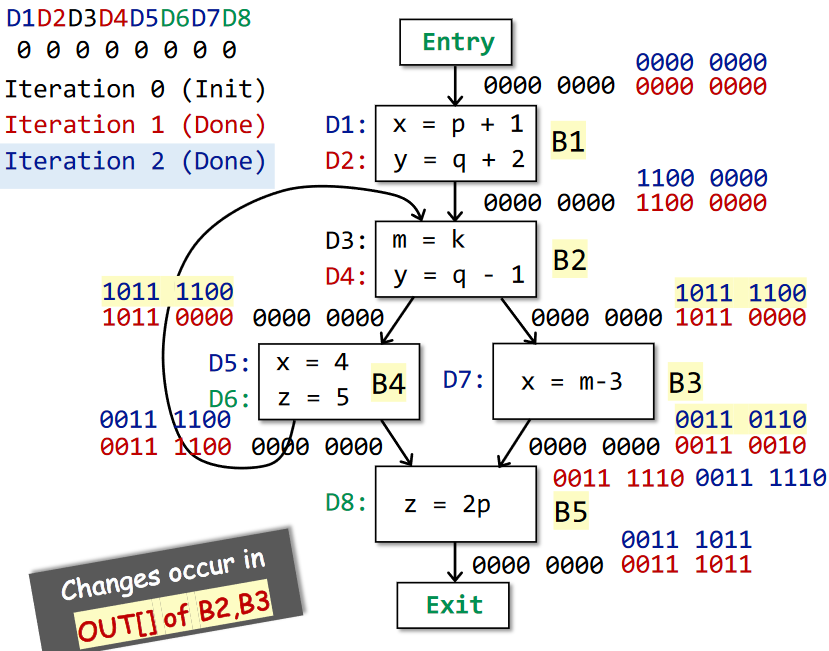 D1D2D3D4D5D6D7D8
0 0 0 0 0 0 0 0
Iteration 0 (Init)
Iteration 1 (Done)
Iteration 2 (Done)
Entry
0000 0000
0000 0000 0000 0000
D1: x = p + 1
D2: y = q + 2
B1
1100 0000
0000 0000 1100 0000
D3: m = k
D4: y = q - 1
B2
1011 1100
1011 0000 0000 0000
1011 1100
0000 0000 1011 0000
D5: x = 4
D6: z = 5
B4
D7: x = m-3
B3
0011 1100
0011 1100 0000 0000
0011 0110
0000 0000 0011 0010
0011 1110 0011 1110
D8: z = 2p
B5
0011 1011
0000 0000 0011 1011
Exit
Changes occur in
OUT[] of B2,B3